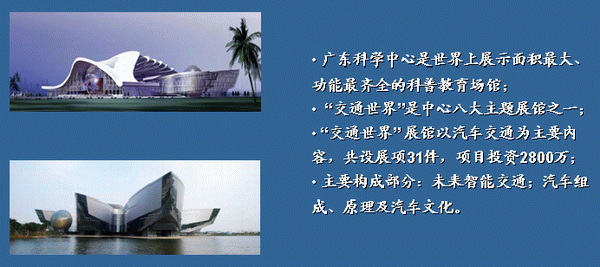 · 广东科学中心是世界上展示面积最大、
功能最齐全的科普教育场馆；
· “交通世界”是中心八大主题展馆之一；
· “交通世界”展馆以汽车交通为主要内
容，共设展项31件，项目投资2800万；
· 主要构成部分：未来智能交通；汽车组
成、原理及汽车文化。